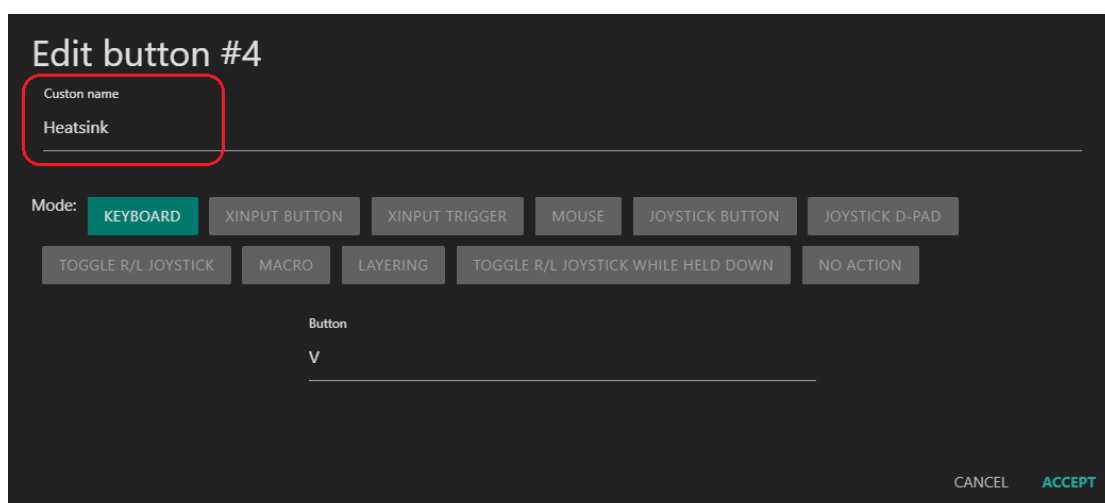 Edit button #4
Custon name
Heatsink
Mode: KEYBOARD XINPUT BUTTON XINPUT TRIGGER MOUSE JOYSTICK BUTTON JOYSTICK D-PAD
TOGGLE R/L JOYSTICK MACRO LAYERING TOGGLE R/L JOYSTICK WHILE HELD DOWN NO ACTION
Button
V
CANCEL ACCEPT